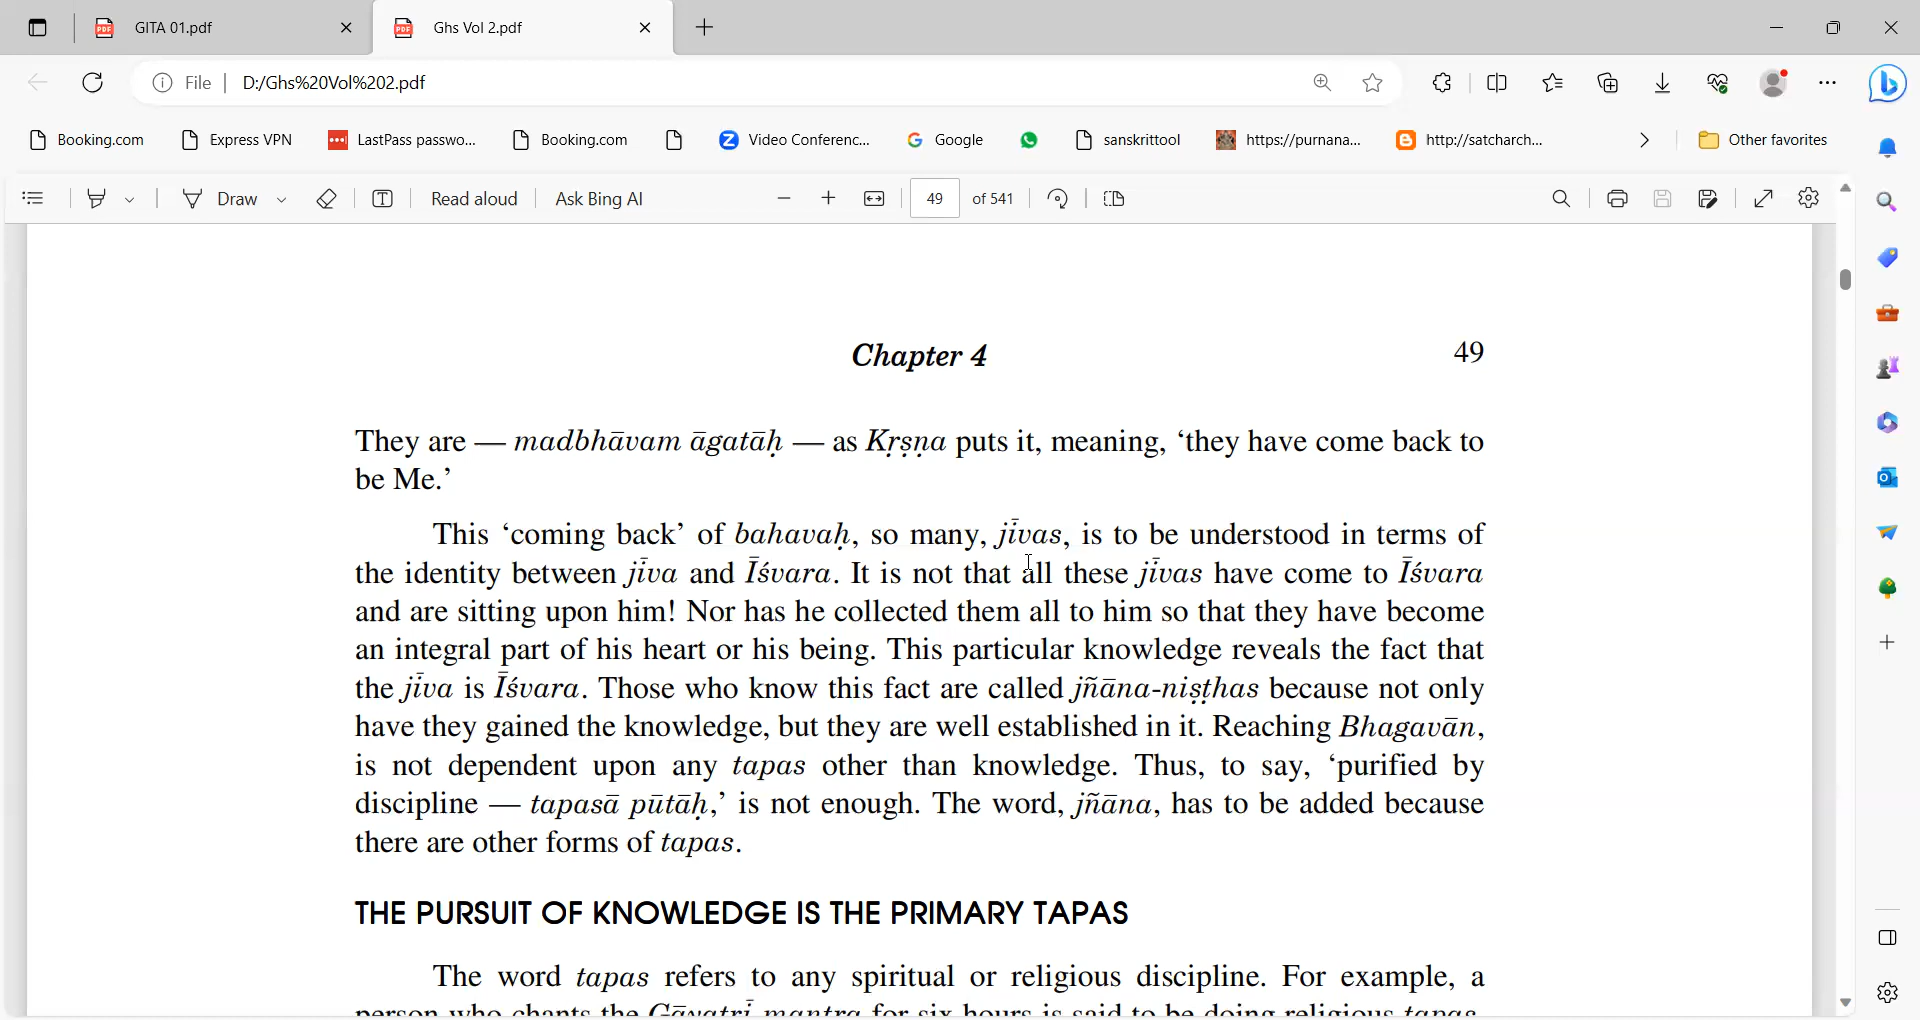 GITA 01.pdf
Ghs Vol 2.pdf
File
D:/Ghs%20Vol%202.pdf
Booking.com
Express VPN
LastPass passwo...
Booking.com
Video Conferenc...
Google
sanskrittool
https://purnana...
http://satcharch...
Other favorites
Draw
Read aloud
Ask Bing AI
49
of 541
Chapter 4
49
They are — madbhāvam āgatāḥ — as Kṛṣṇa puts it, meaning, ‘they have come back to
be Me.’
This ‘coming back’ of bahavaḥ, so many, jīvas, is to be understood in terms of
the identity between jīva and Īśvara. It is not that all these jīvas have come to Īśvara
and are sitting upon him! Nor has he collected them all to him so that they have become
an integral part of his heart or his being. This particular knowledge reveals the fact that
the jīva is Īśvara. Those who know this fact are called jñāna-niṣṭhas because not only
have they gained the knowledge, but they are well established in it. Reaching Bhagavān,
is not dependent upon any tapas other than knowledge. Thus, to say, ‘purified by
discipline — tapasā pūtāḥ,’ is not enough. The word, jñāna, has to be added because
there are other forms of tapas.
THE PURSUIT OF KNOWLEDGE IS THE PRIMARY TAPAS
The word tapas refers to any spiritual or religious discipline. For example, a
person who chants the Gāyatrī mantra for six hours is said to be doing religious tapas.